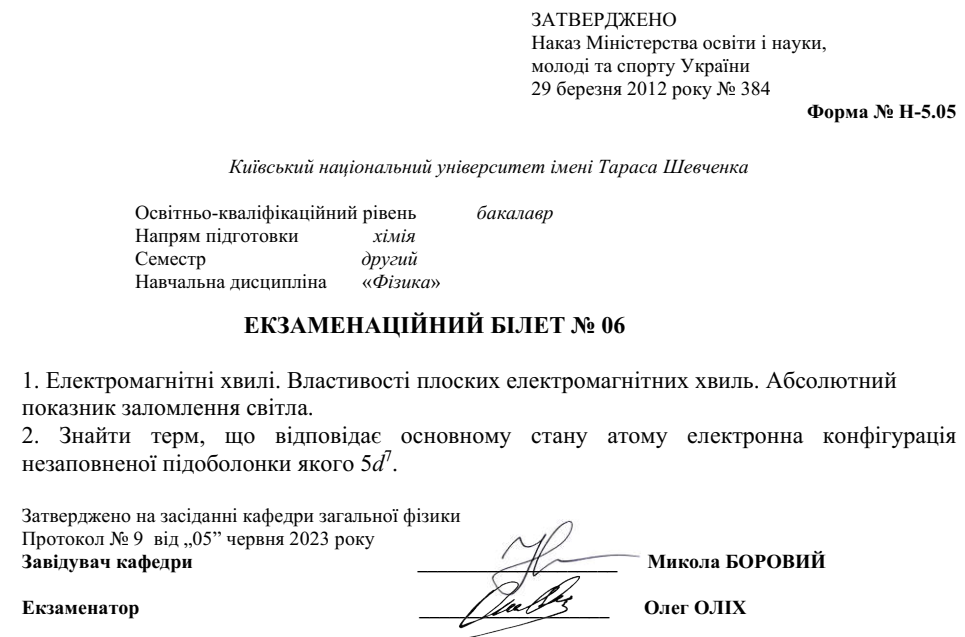 ЗАТВЕРДЖЕНО
Наказ Міністерства освіти і науки,
молоді та спорту України
29 березня 2012 року № 384
Форма № Н-5.05
Київський національний університет імені Тараса Шевченка
Освітньо-кваліфікаційний рівень бакалавр
Напрям підготовки хімія
Семестр другий
Навчальна дисципліна «Фізика»
ЕКЗАМЕНАЦІЙНИЙ БІЛЕТ № 06
1. Електромагнітні хвилі. Властивості плоских електромагнітних хвиль. Абсолютний
показник заломлення світла.
2. Знайти терм, що відповідає основному стану атому електронна конфігурація
незаповненої підоболонки якого 5d⁷.
Затверджено на засіданні кафедри загальної фізики
Протокол № 9 від „05” червня 2023 року
Завідувач кафедри Микола БОРОВИЙ
Екзаменатор Олег ОЛІХ